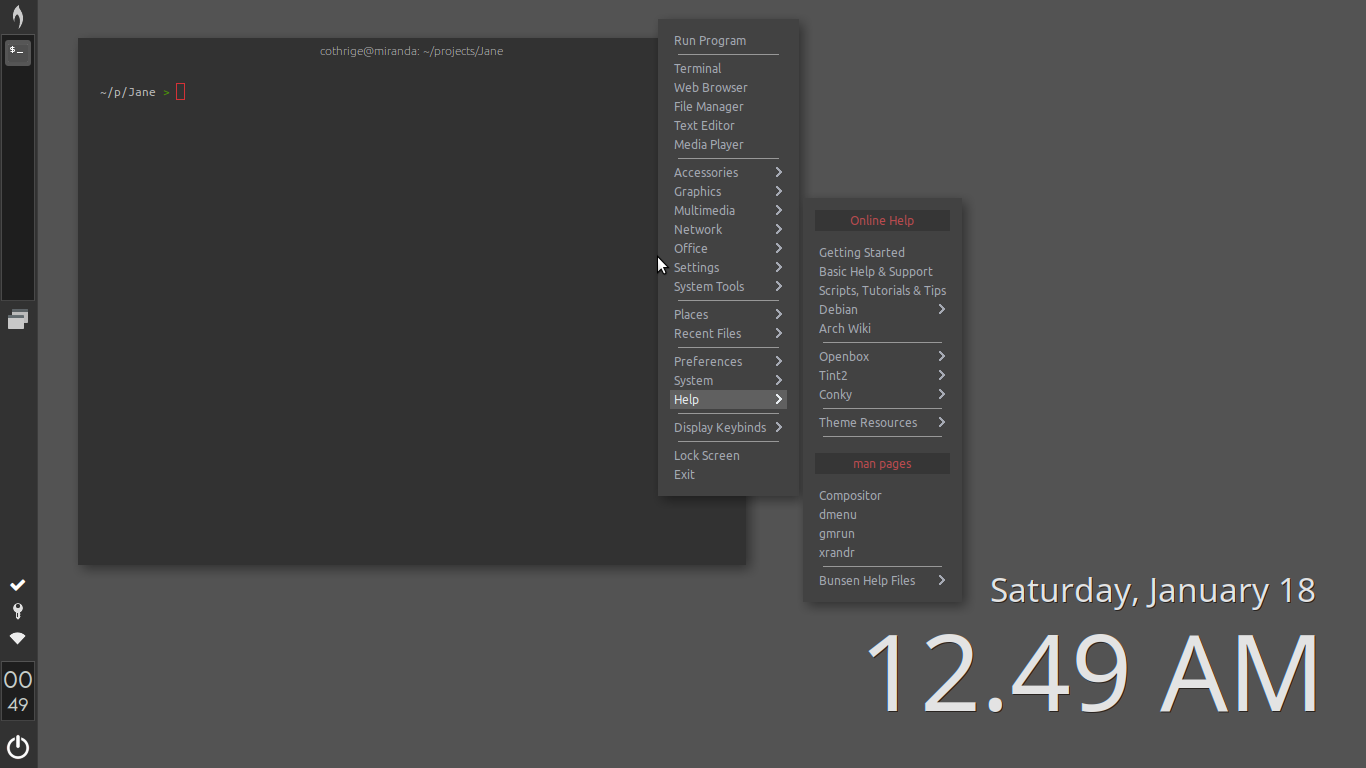 $-
cothrige@miranda: ~/projects/Jane
~/p/Jane >
Run Program
Terminal
Web Browser
File Manager
Text Editor
Media Player
Accessories
Graphics
Multimedia
Network
Office
Settings
System Tools
Places
Recent Files
Preferences
System
Help
Display Keybinds
Lock Screen
Exit
Online Help
Getting Started
Basic Help & Support
Scripts, Tutorials & Tips
Debian
Arch Wiki
Openbox
Tint2
Conky
Theme Resources
man pages
Compositor
dmenu
gmrun
xrandr
Bunsen Help Files
Saturday, January 18
12.49 AM
00
49